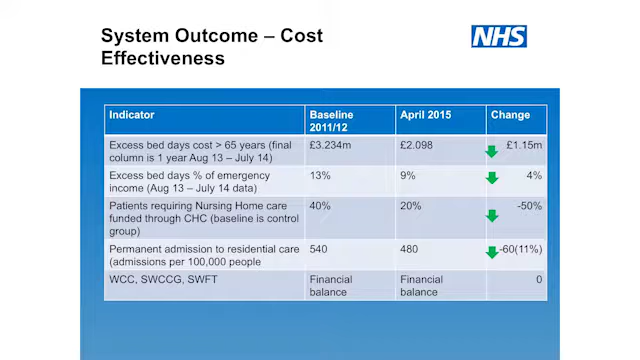 System Outcome – Cost
Effectiveness
NHS
Indicator
Baseline
2011/12
April 2015
Change
Excess bed days cost > 65 years (final
column is 1 year Aug 13 – July 14)
£3.234m
£2.098
£1.15m
Excess bed days % of emergency
income (Aug 13 – July 14 data)
13%
9%
4%
Patients requiring Nursing Home care
funded through CHC (baseline is control
group)
40%
20%
-50%
Permanent admission to residential care
(admissions per 100,000 people
540
480
-60(11%)
WCC, SWCCG, SWFT
Financial
balance
Financial
balance
0